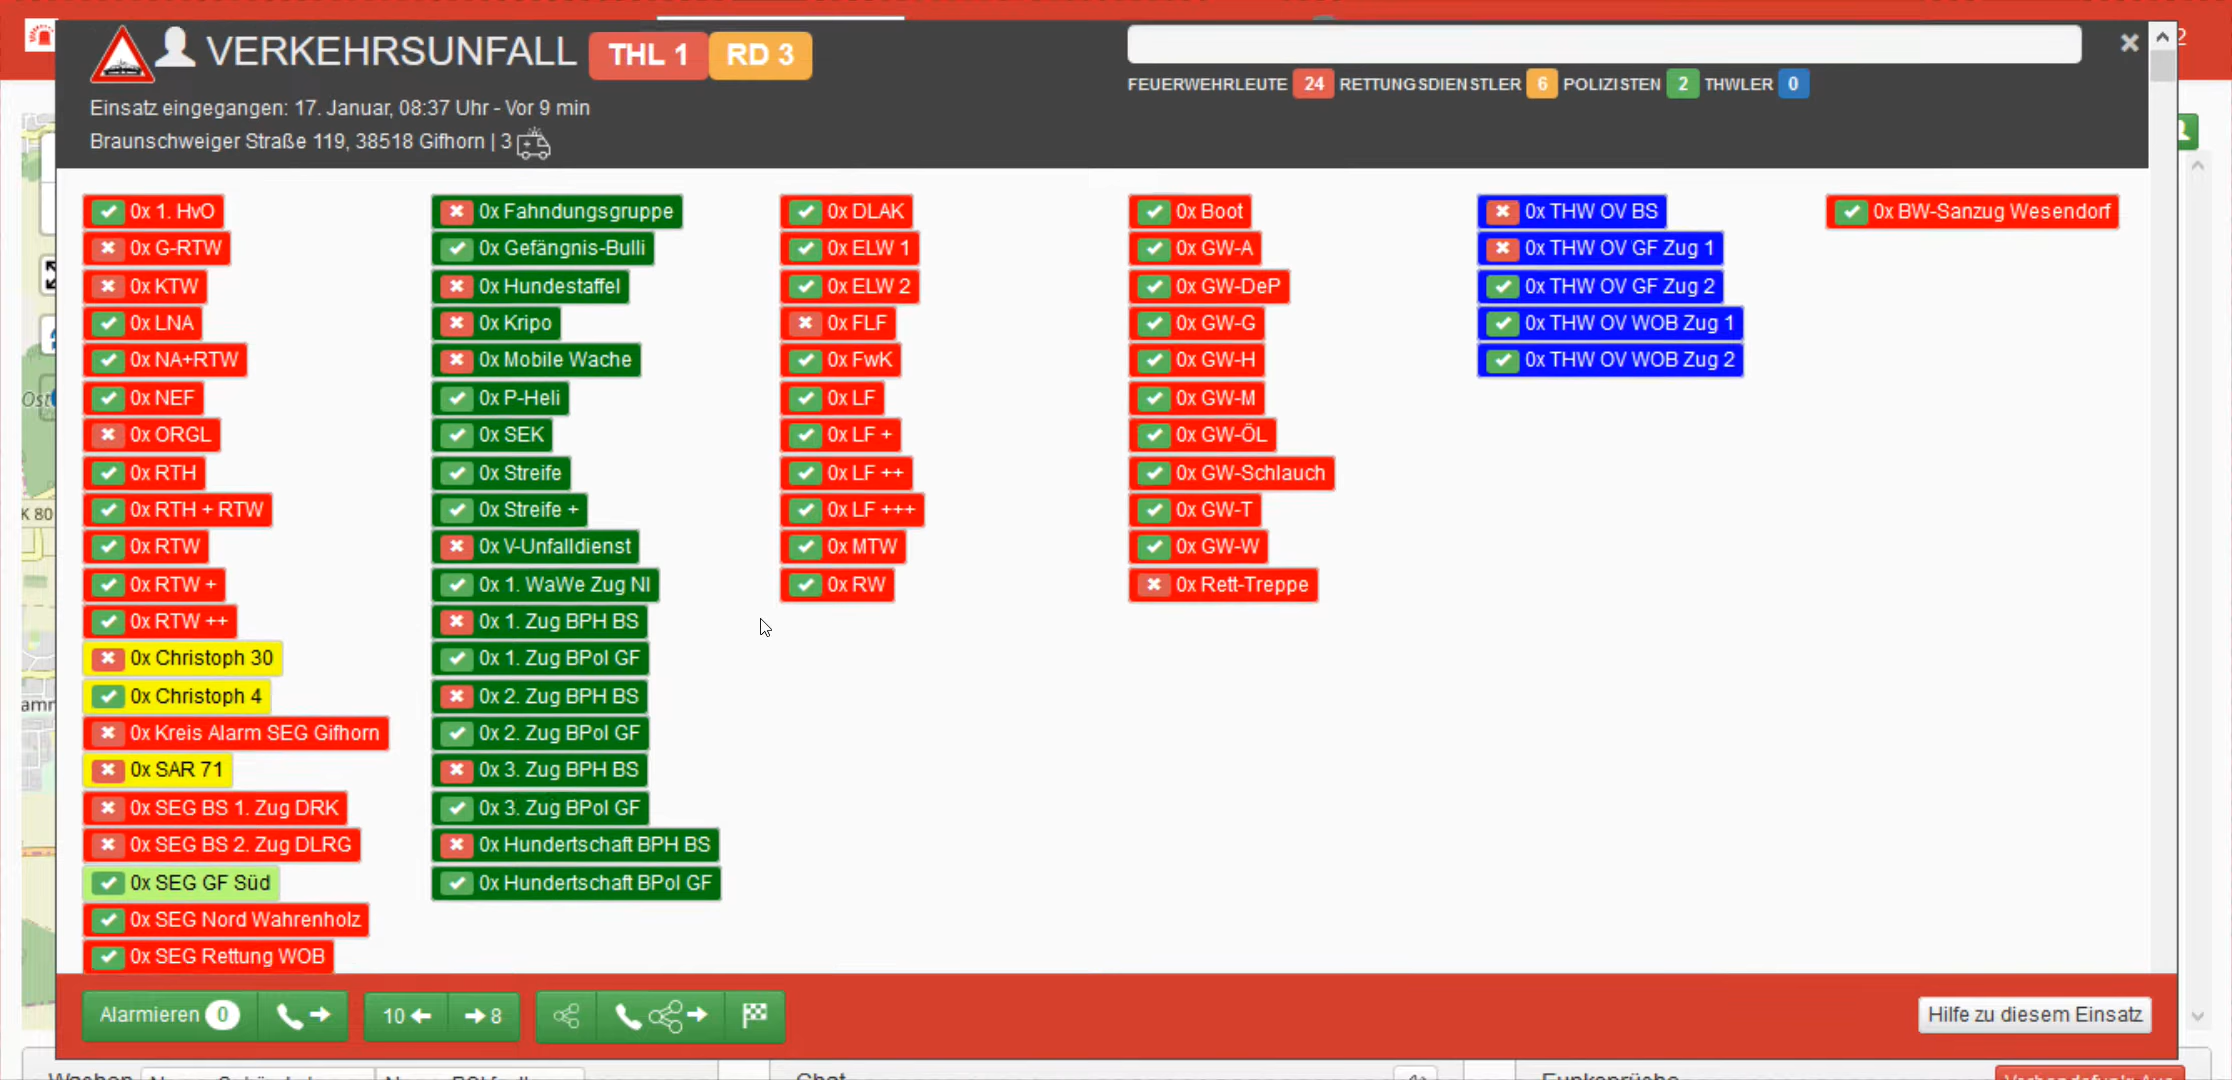 VERKEHRSUNFALL THL 1 RD 3
FEUERWEHRLEUTE 24 RETTUNGSDIENSTLER 6 POLIZISTEN 2 THWLER 0
Einsatz eingegangen: 17. Januar, 08:37 Uhr - Vor 9 min
Braunschweiger Straße 119, 38518 Gifhorn | 3
0x 1. HvO
0x G-RTW
0x KTW
0x LNA
0x NA+RTW
0x NEF
0x ORGL
0x RTH
0x RTH + RTW
0x RTW
0x RTW +
0x RTW ++
0x Christoph 30
0x Christoph 4
0x Kreis Alarm SEG Gifhorn
0x SAR 71
0x SEG BS 1. Zug DRK
0x SEG BS 2. Zug DLRG
0x SEG GF Süd
0x SEG Nord Wahrenholz
0x SEG Rettung WOB
0x Fahndungsgruppe
0x Gefängnis-Bulli
0x Hundestaffel
0x Kripo
0x Mobile Wache
0x P-Heli
0x SEK
0x Streife
0x Streife +
0x V-Unfalldienst
0x 1. WaWe Zug NI
0x 1. Zug BPH BS
0x 1. Zug BPol GF
0x 2. Zug BPH BS
0x 2. Zug BPol GF
0x 3. Zug BPH BS
0x 3. Zug BPol GF
0x Hundertschaft BPH BS
0x Hundertschaft BPol GF
0x DLAK
0x ELW 1
0x ELW 2
0x FLF
0x FwK
0x LF
0x LF +
0x LF ++
0x LF +++
0x MTW
0x RW
0x Boot
0x GW-A
0x GW-DeP
0x GW-G
0x GW-H
0x GW-M
0x GW-ÖL
0x GW-Schlauch
0x GW-T
0x GW-W
0x Rett-Treppe
0x THW OV BS
0x THW OV GF Zug 1
0x THW OV GF Zug 2
0x THW OV WOB Zug 1
0x THW OV WOB Zug 2
0x BW-Sanzug Wesendorf
K 80
Ost
Alarmieren 0
10
8
Hilfe zu diesem Einsatz
Wachen
Chat
Funksprüche